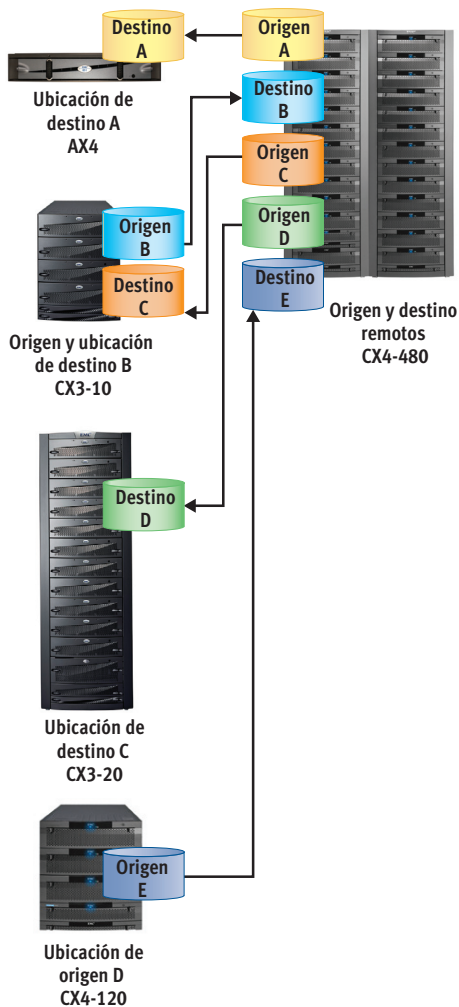 Destino
A
Origen
A
Ubicación de
destino A
AX4
Destino
B
Origen
C
Origen
B
Origen
D
Destino
C
Destino
E
Origen y destino
remotos
CX4-480
Origen y ubicación
de destino B
CX3-10
Destino
D
Ubicación de
destino C
CX3-20
Origen
E
Ubicación de
origen D
CX4-120